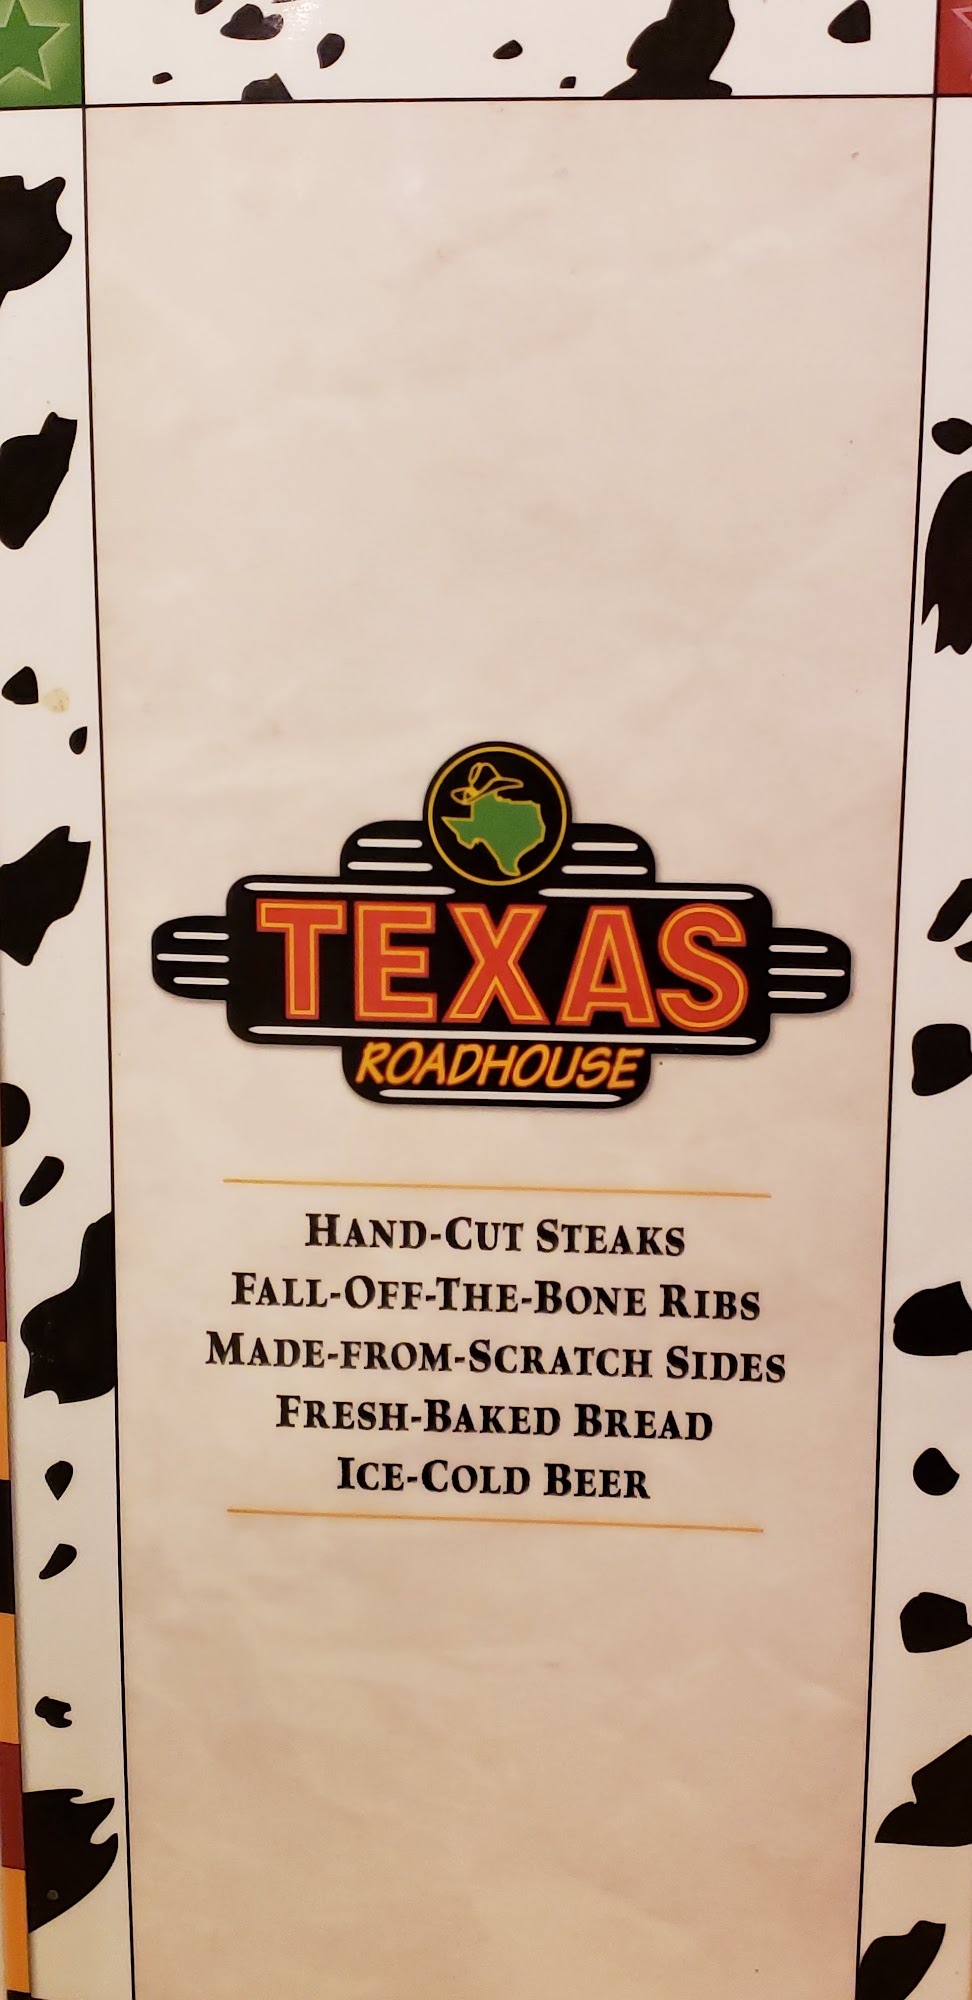 TEXAS
ROADHOUSE
HAND-CUT STEAKS
FALL-OFF-THE-BONE RIBS
MADE-FROM-SCRATCH SIDES
FRESH-BAKED BREAD
ICE-COLD BEER